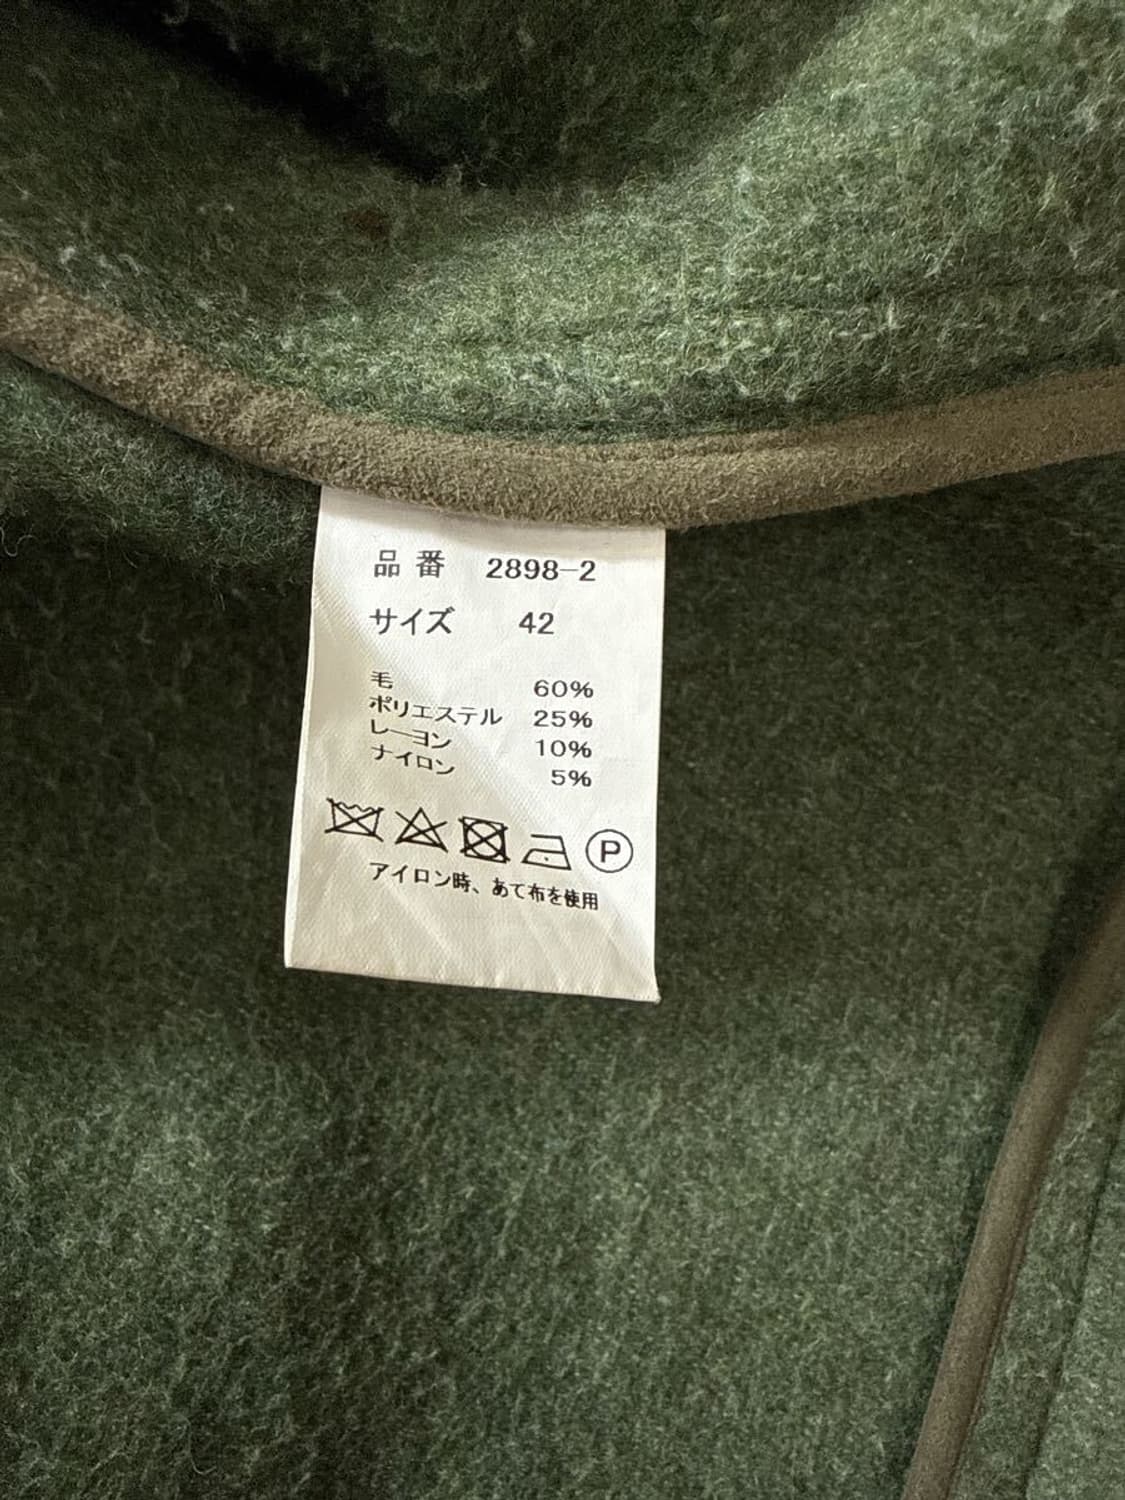 品番 2898-2
サイズ 42
毛 60%
ポリエステル 25%
レーヨン 10%
ナイロン 5%
P
アイロン時、あて布を使用